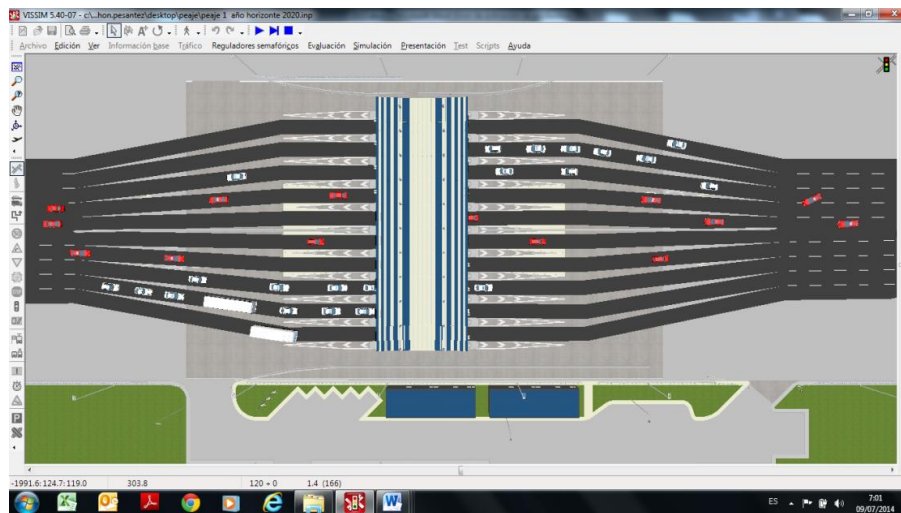 VISSIM 5.40-07 - c:\...hon.pesantez\desktop\peaje\peaje 1 año horizonte 2020.inp
Archivo Edición Ver Información base Tráfico Reguladores semafóricos Evaluación Simulación Presentación Test Scripts Ayuda
-1991.6:124.7:119.0 303.8 120 + 0 1.4 (166)
ES 7:01
09/07/2014